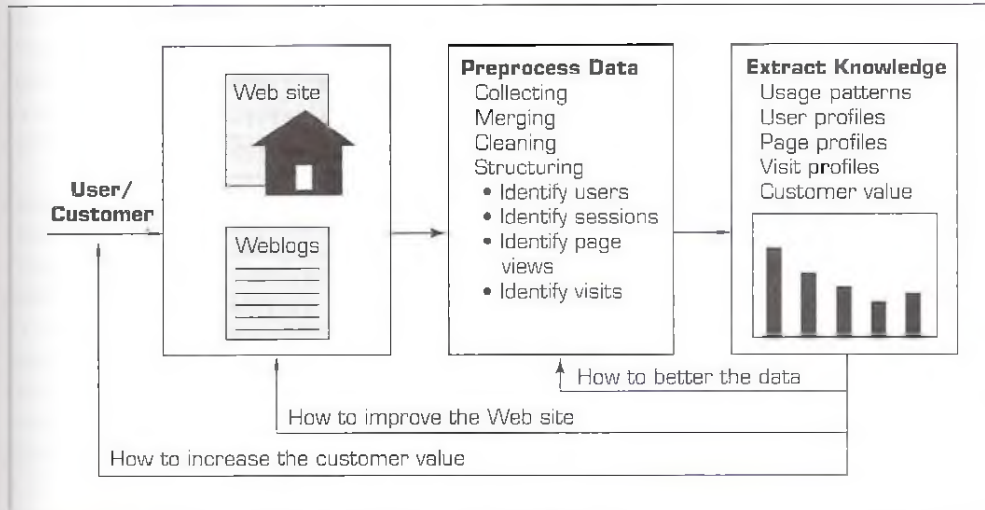 User/
Customer
Web site
Weblogs
Preprocess Data
Collecting
Merging
Cleaning
Structuring
• Identify users
• Identify sessions
• Identify page
views
• Identify visits
Extract Knowledge
Usage patterns
User profiles
Page profiles
Visit profiles
Customer value
How to better the data
How to improve the Web site
How to increase the customer value